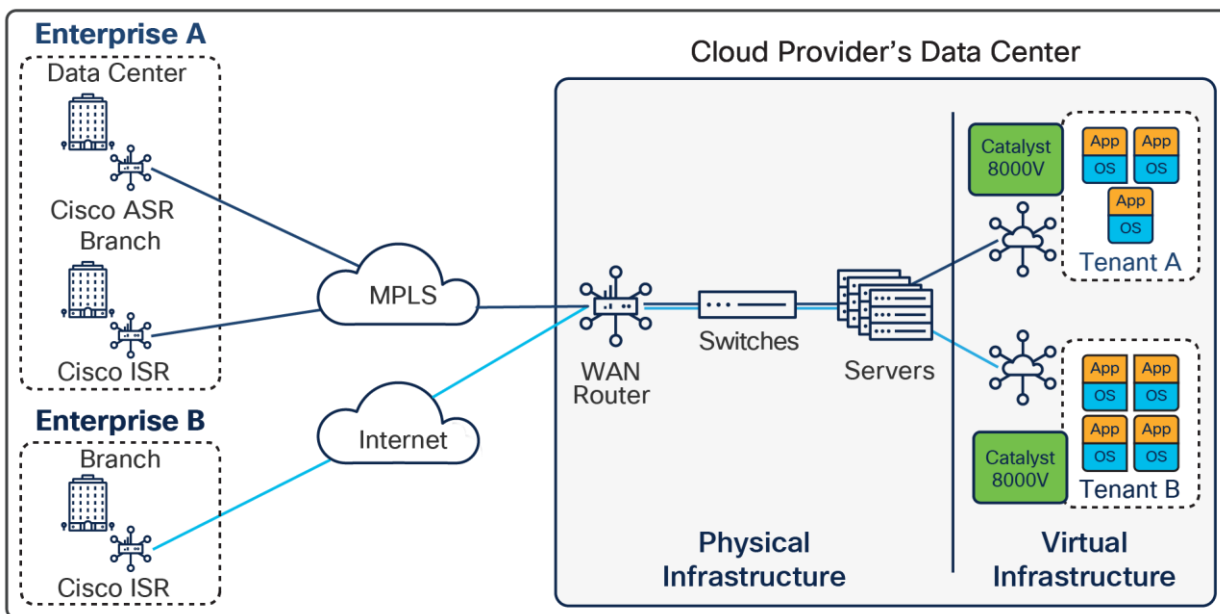 Enterprise A
Data Center
Cisco ASR
Branch
Cisco ISR
Enterprise B
Branch
Cisco ISR
MPLS
Internet
Cloud Provider's Data Center
WAN
Router
Switches
Servers
Physical
Infrastructure
Catalyst
8000V
App
App
OS
OS
App
OS
Tenant A
App
App
OS
OS
App
App
OS
OS
Catalyst
8000V
Tenant B
Virtual
Infrastructure